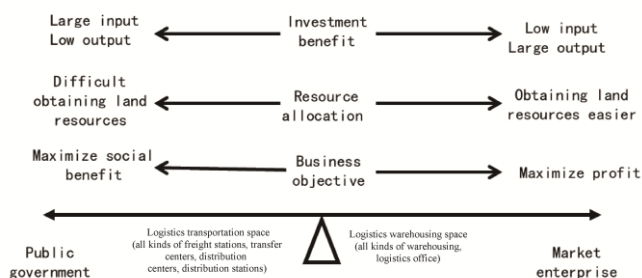 Large input
Low output
Investment
benefit
Low input
Large output
Difficult
obtaining land
resources
Resource
allocation
Obtaining land
resources easier
Maximize social
benefit
Business
objective
Maximize profit
Logistics transportation space
(all kinds of freight stations, transfer
centers, distribution
centers, distribution stations)
Logistics warehousing space
(all kinds of warehousing,
logistics office)
Public
government
Market
enterprise